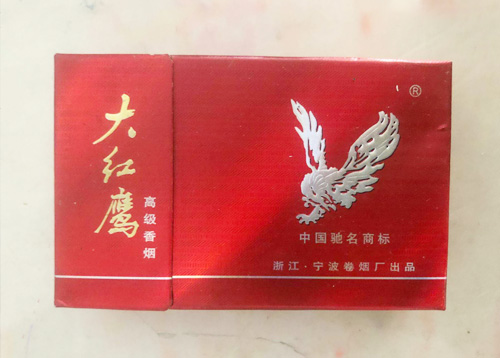 大红鹰
高级香烟
®
中国驰名商标
浙江·宁波卷烟厂出品